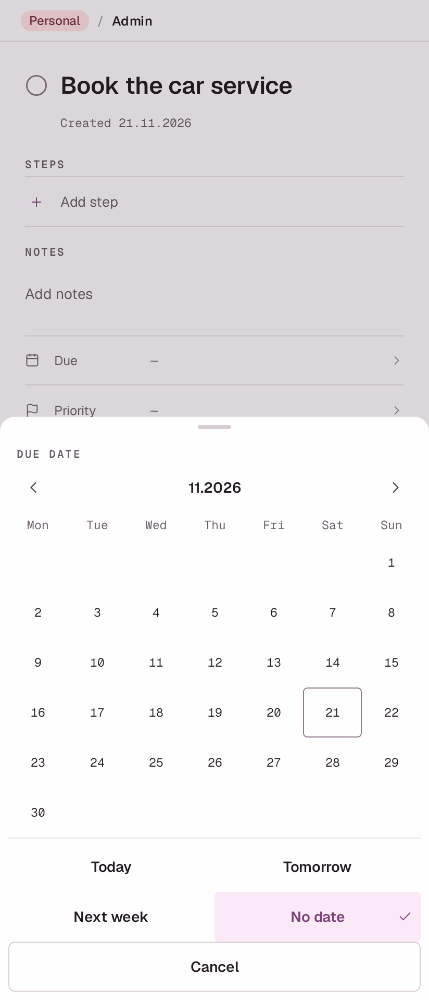 Personal / Admin
Book the car service
Created 21.11.2026
STEPS
+ Add step
NOTES
Add notes
Due –
Priority –
DUE DATE
11.2026
Mon Tue Wed Thu Fri Sat Sun
1
2 3 4 5 6 7 8
9 10 11 12 13 14 15
16 17 18 19 20 21 22
23 24 25 26 27 28 29
30
Today Tomorrow
Next week No date
Cancel